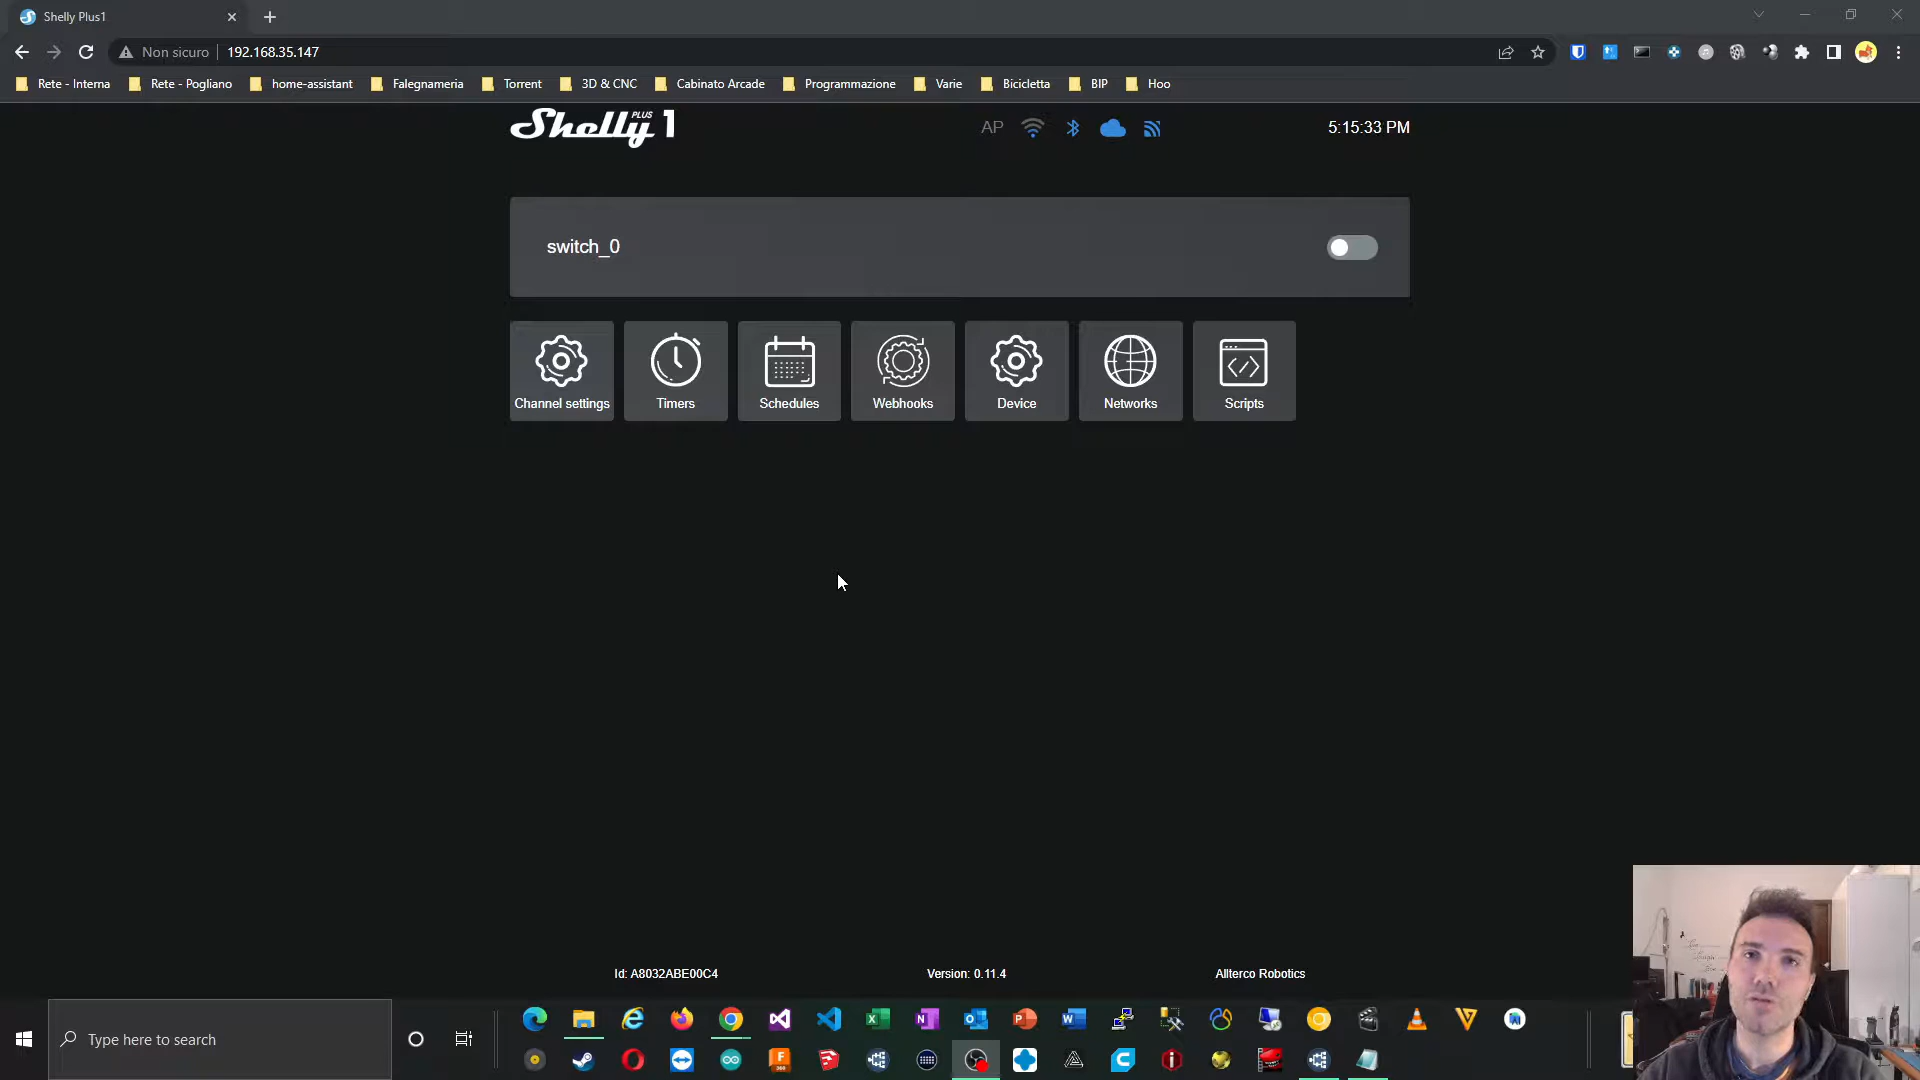 Shelly Plus1
Non sicuro
192.168.35.147
Rete - Interna
Rete - Pogliano
home-assistant
Falegnameria
Torrent
3D & CNC
Cabinato Arcade
Programmazione
Varie
Bicicletta
BIP
Hoo
Shelly PLUS 1
AP
5:15:33 PM
switch_0
Channel settings
Timers
Schedules
Webhooks
Device
Networks
Scripts
Id: A8032ABE00C4
Version: 0.11.4
Allterco Robotics
Type here to search